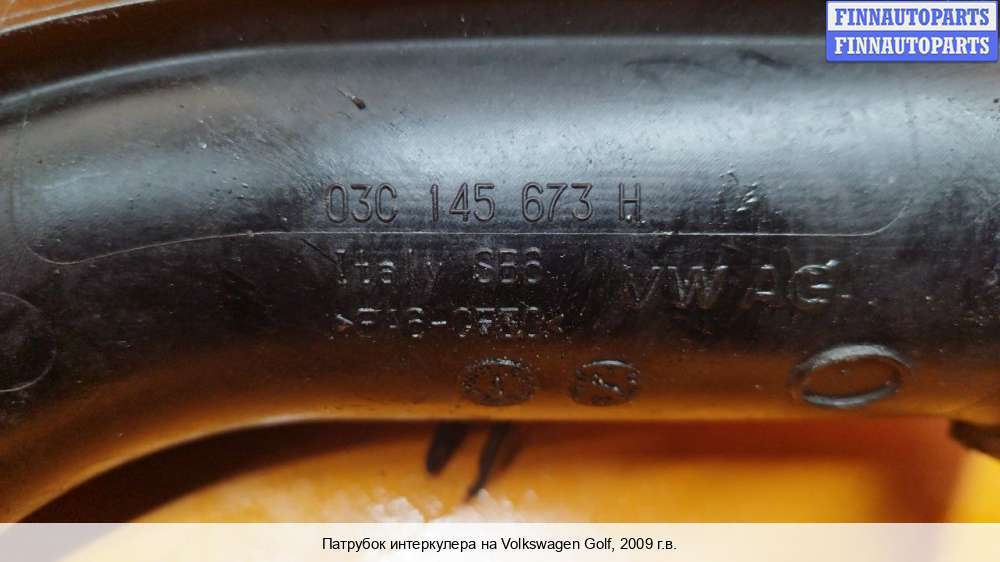 FINNAUTOPARTS
FINNAUTOPARTS
03C 145 673 H
Italy SB6
VW AG
Патрубок интеркулера на Volkswagen Golf, 2009 г.в.